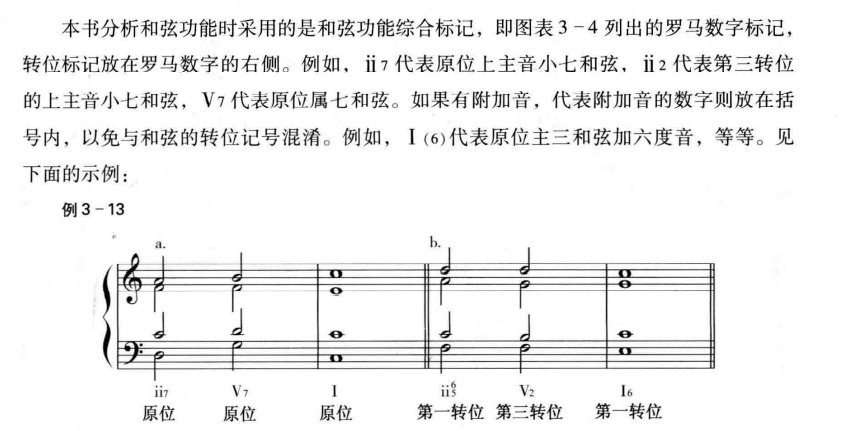 本书分析和弦功能时采用的是和弦功能综合标记，即图表 3－4 列出的罗马数字标记，
转位标记放在罗马数字的右侧。例如，ii7 代表原位上主音小七和弦，ii2 代表第三转位
的上主音小七和弦，V7 代表原位属七和弦。如果有附加音，代表附加音的数字则放在括
号内，以免与和弦的转位记号混淆。例如，I (6)代表原位主三和弦加六度音，等等。见
下面的示例：
例 3－13
a. b.
ii7 V7 I ii6/5 V2 I6
原位 原位 原位 第一转位 第三转位 第一转位